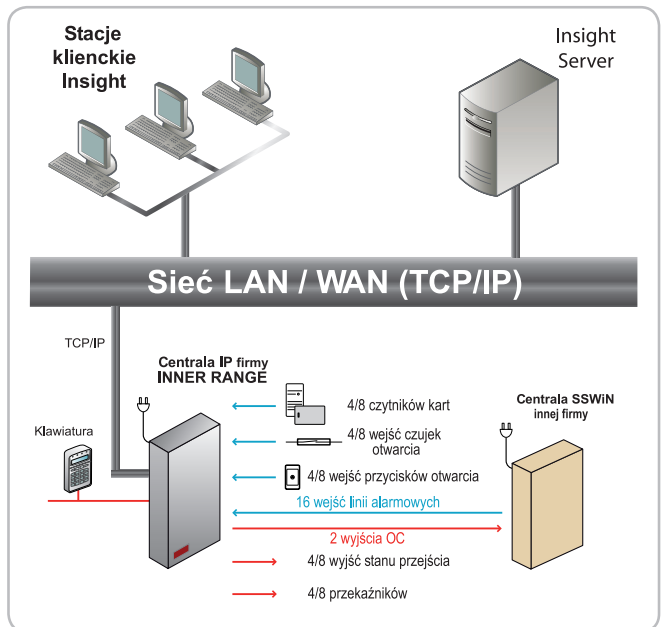 Stacje
klienckie
Insight
Insight
Server
Sieć LAN / WAN (TCP/IP)
TCP/IP
Centrala IP firmy
INNER RANGE
Klawiatura
4/8 czytników kart
4/8 wejść czujek
otwarcia
4/8 wejść przycisków otwarcia
16 wejść linii alarmowych
2 wyjścia OC
4/8 wyjść stanu przejścia
4/8 przekaźników
Centrala SSWiN
innej firmy